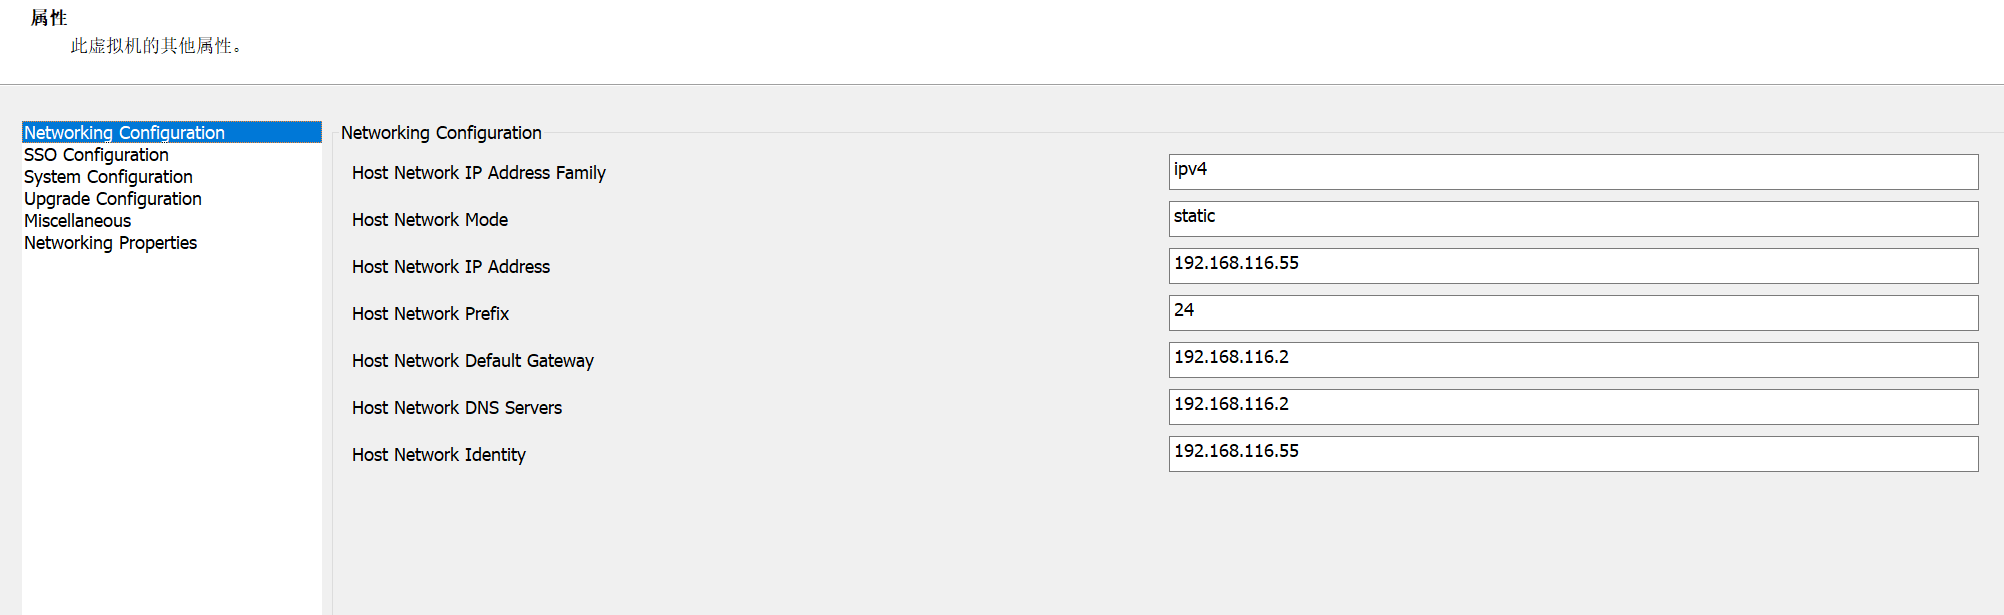 属性
此虚拟机的其他属性。
Networking Configuration
SSO Configuration
System Configuration
Upgrade Configuration
Miscellaneous
Networking Properties
Networking Configuration
Host Network IP Address Family
ipv4
Host Network Mode
static
Host Network IP Address
192.168.116.55
Host Network Prefix
24
Host Network Default Gateway
192.168.116.2
Host Network DNS Servers
192.168.116.2
Host Network Identity
192.168.116.55